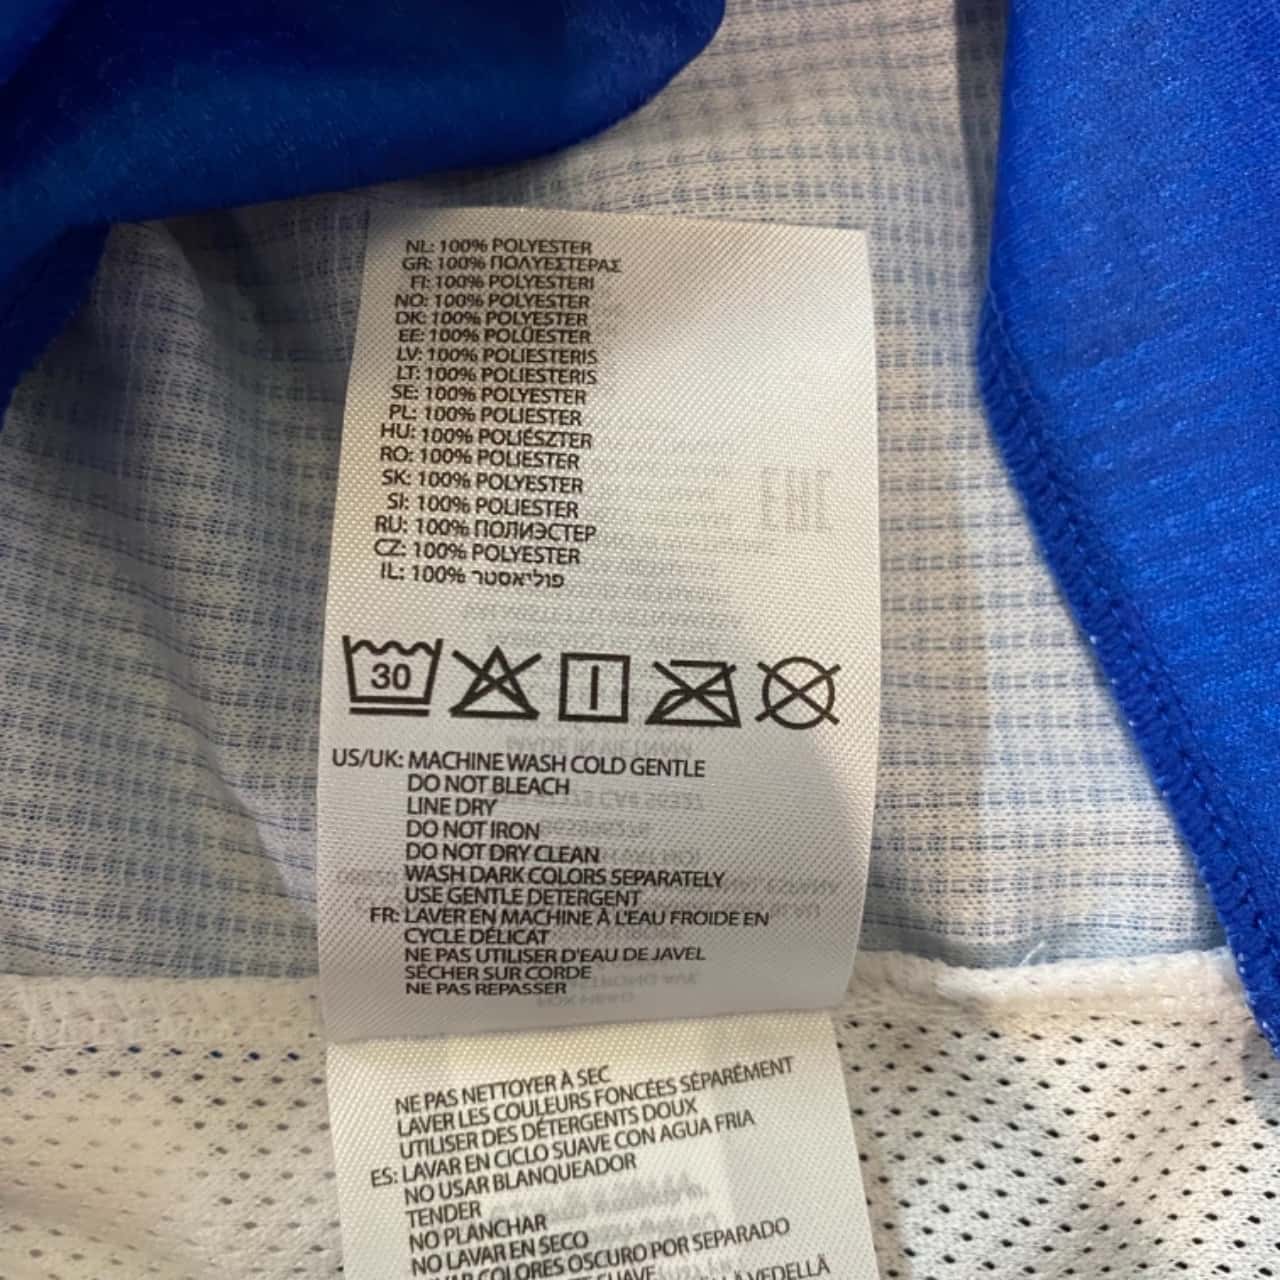 NL: 100% POLYESTER
GR: 100% ΠΟΛΥΕΣΤΕΡΑΣ
FI: 100% POLYESTERI
NO: 100% POLYESTER
DK: 100% POLYESTER
EE: 100% POLÜESTER
LV: 100% POLIESTERIS
LT: 100% POLIESTERIS
SE: 100% POLYESTER
PL: 100% POLIESTER
HU: 100% POLIÉSZTER
RO: 100% POLIESTER
SK: 100% POLYESTER
SI: 100% POLIESTER
RU: 100% ПОЛИЭСТЕР
CZ: 100% POLYESTER
IL: 100% פוליאסטר
30
US/UK: MACHINE WASH COLD GENTLE
DO NOT BLEACH
LINE DRY
DO NOT IRON
DO NOT DRY CLEAN
WASH DARK COLORS SEPARATELY
USE GENTLE DETERGENT
FR: LAVER EN MACHINE À L'EAU FROIDE EN
CYCLE DÉLICAT
NE PAS UTILISER D'EAU DE JAVEL
SÉCHER SUR CORDE
NE PAS REPASSER
NE PAS NETTOYER À SEC
LAVER LES COULEURS FONCÉES SÉPARÉMENT
UTILISER DES DÉTERGENTS DOUX
ES: LAVAR EN CICLO SUAVE CON AGUA FRIA
NO USAR BLANQUEADOR
TENDER
NO PLANCHAR
NO LAVAR EN SECO
COLORES OSCURO POR SEPARADO
SUAVE